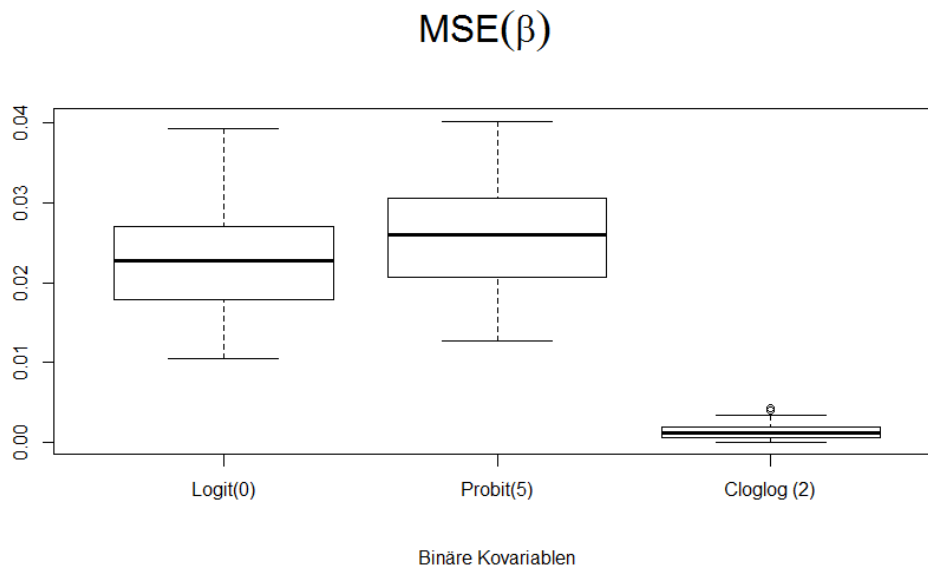 MSE(β)
0.04
0.03
0.02
0.01
0.00
Logit(0) Probit(5) Cloglog (2)
Binäre Kovariablen